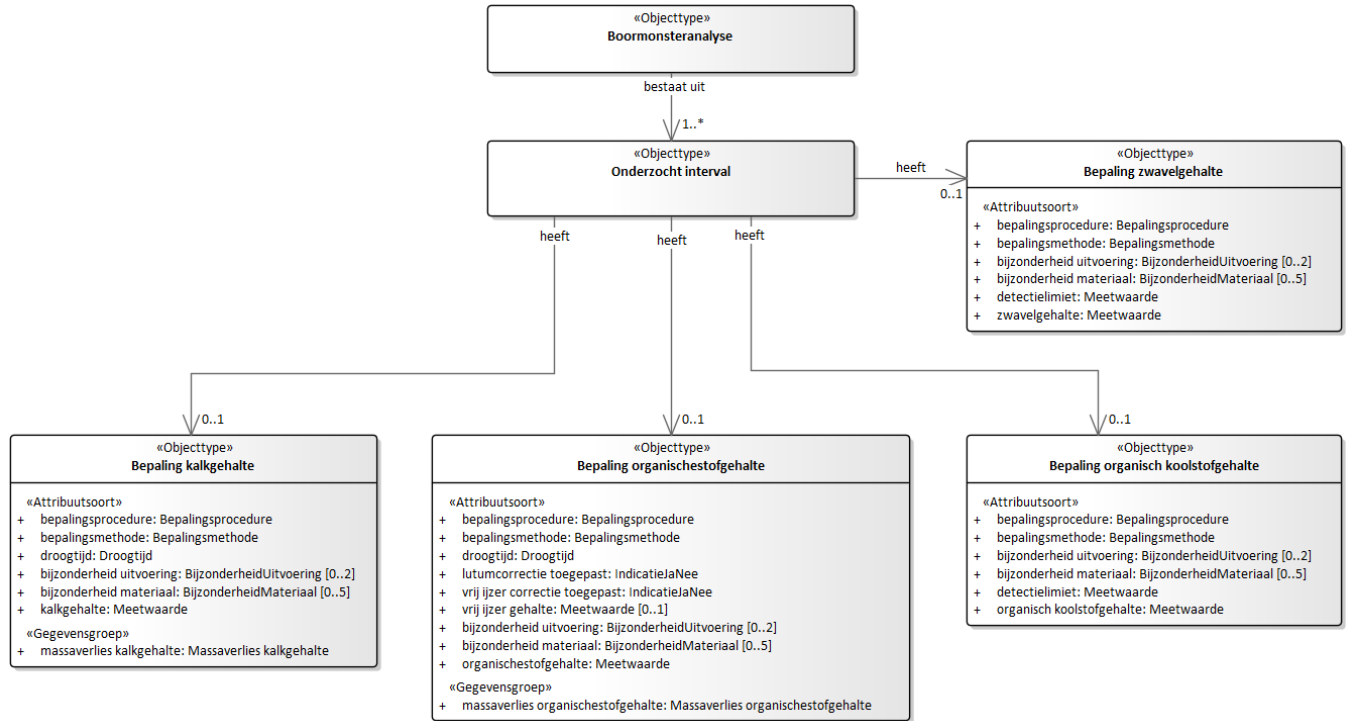 «Objecttype»
Boormonsteranalyse
bestaat uit
1..*
«Objecttype»
Onderzocht interval
heeft
0..1
«Objecttype»
Bepaling zwavelgehalte
«Attribuutsoort»
+ bepalingsprocedure: Bepalingsprocedure
+ bepalingsmethode: Bepalingsmethode
+ bijzonderheid uitvoering: BijzonderheidUitvoering [0..2]
+ bijzonderheid materiaal: BijzonderheidMateriaal [0..5]
+ detectielimiet: Meetwaarde
+ zwavelgehalte: Meetwaarde
heeft
heeft
heeft
0..1
0..1
0..1
«Objecttype»
Bepaling kalkgehalte
«Attribuutsoort»
+ bepalingsprocedure: Bepalingsprocedure
+ bepalingsmethode: Bepalingsmethode
+ droogtijd: Droogtijd
+ bijzonderheid uitvoering: BijzonderheidUitvoering [0..2]
+ bijzonderheid materiaal: BijzonderheidMateriaal [0..5]
+ kalkgehalte: Meetwaarde
«Gegevensgroep»
+ massaverlies kalkgehalte: Massaverlies kalkgehalte
«Objecttype»
Bepaling organischestofgehalte
«Attribuutsoort»
+ bepalingsprocedure: Bepalingsprocedure
+ bepalingsmethode: Bepalingsmethode
+ droogtijd: Droogtijd
+ lutumcorrectie toegepast: IndicatieJaNee
+ vrij ijzer correctie toegepast: IndicatieJaNee
+ vrij ijzer gehalte: Meetwaarde [0..1]
+ bijzonderheid uitvoering: BijzonderheidUitvoering [0..2]
+ bijzonderheid materiaal: BijzonderheidMateriaal [0..5]
+ organischestofgehalte: Meetwaarde
«Gegevensgroep»
+ massaverlies organischestofgehalte: Massaverlies organischestofgehalte
«Objecttype»
Bepaling organisch koolstofgehalte
«Attribuutsoort»
+ bepalingsprocedure: Bepalingsprocedure
+ bepalingsmethode: Bepalingsmethode
+ bijzonderheid uitvoering: BijzonderheidUitvoering [0..2]
+ bijzonderheid materiaal: BijzonderheidMateriaal [0..5]
+ detectielimiet: Meetwaarde
+ organisch koolstofgehalte: Meetwaarde